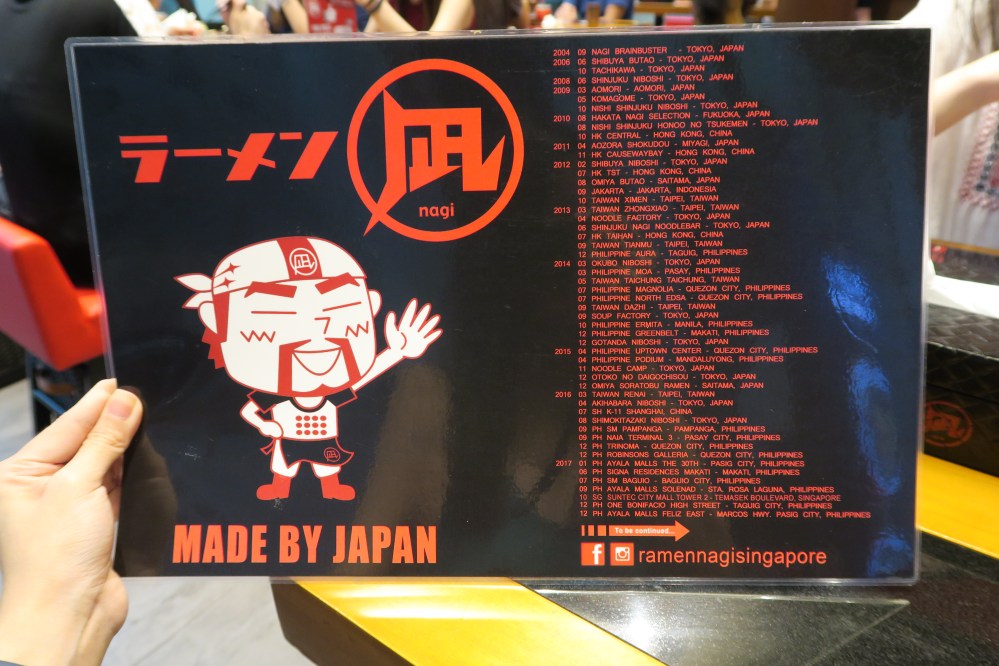 ラーメン
凪
nagi
凪
凪
MADE BY JAPAN
2004 09 NAGI BRAINBUSTER - TOKYO, JAPAN
2006 06 SHIBUYA BUTAO - TOKYO, JAPAN
10 TACHIKAWA - TOKYO, JAPAN
2008 06 SHINJUKU NIBOSHI - TOKYO, JAPAN
2009 03 AOMORI - AOMORI, JAPAN
05 KOMAGOME - TOKYO, JAPAN
10 NISHI SHINJUKU NIBOSHI - TOKYO, JAPAN
2010 08 HAKATA NAGI SELECTION - FUKUOKA, JAPAN
08 NISHI SHINJUKU HONOO NO TSUKEMEN - TOKYO, JAPAN
10 HK CENTRAL - HONG KONG, CHINA
2011 04 AOZORA SHOKUDOU - MIYAGI, JAPAN
11 HK CAUSEWAYBAY - HONG KONG, CHINA
2012 02 SHIBUYA NIBOSHI - TOKYO, JAPAN
07 HK TST - HONG KONG, CHINA
08 OMIYA BUTAO - SAITAMA, JAPAN
09 JAKARTA - JAKARTA, INDONESIA
10 TAIWAN XIMEN - TAIPEI, TAIWAN
2013 03 TAIWAN ZHONGXIAO - TAIPEI, TAIWAN
04 NOODLE FACTORY - TOKYO, JAPAN
06 SHINJUKU NAGI NOODLEBAR - TOKYO, JAPAN
07 HK TAIHAN - HONG KONG, CHINA
09 TAIWAN TIANMU - TAIPEI, TAIWAN
12 PHILIPPINE AURA - TAGUIG, PHILIPPINES
2014 03 OKUBO NIBOSHI - TOKYO, JAPAN
03 PHILIPPINE MOA - PASAY, PHILIPPINES
05 TAIWAN TAICHUNG TAICHUNG, TAIWAN
07 PHILIPPINE MAGNOLIA - QUEZON CITY, PHILIPPINES
07 PHILIPPINE NORTH EDSA - QUEZON CITY, PHILIPPINES
09 TAIWAN DAZHI - TAIPEI, TAIWAN
09 SOUP FACTORY - TOKYO, JAPAN
10 PHILIPPINE ERMITA - MANILA, PHILIPPINES
12 PHILIPPINE GREENBELT - MAKATI, PHILIPPINES
12 GOTANDA NIBOSHI - TOKYO, JAPAN
2015 04 PHILIPPINE UPTOWN CENTER - QUEZON CITY, PHILIPPINES
04 PHILIPPINE PODIUM - MANDALUYONG, PHILIPPINES
11 NOODLE CAMP - TOKYO, JAPAN
12 OTOKO NO DAIGOCHISOU - TOKYO, JAPAN
12 OMIYA SORATOBU RAMEN - SAITAMA, JAPAN
2016 03 TAIWAN RENAI - TAIPEI, TAIWAN
04 AKIHABARA NIBOSHI - TOKYO, JAPAN
07 SH K-11 SHANGHAI, CHINA
08 SHIMOKITAZAKI NIBOSHI - TOKYO, JAPAN
09 PH SM PAMPANGA - PAMPANGA, PHILIPPINES
09 PH NAIA TERMINAL 3 - PASAY CITY, PHILIPPINES
12 PH TRINOMA - QUEZON CITY, PHILIPPINES
12 PH ROBINSONS GALLERIA - QUEZON CITY, PHILIPPINES
2017 01 PH AYALA MALLS THE 30TH - PASIG CITY, PHILIPPINES
06 PH SIGNA RESIDENCES MAKATI - MAKATI, PHILIPPINES
07 PH SM BAGUIO - BAGUIO CITY, PHILIPPINES
09 PH AYALA MALLS SOLENAD - STA. ROSA LAGUNA, PHILIPPINES
10 SG SUNTEC CITY MALL TOWER 2 - TEMASEK BOULEVARD, SINGAPORE
12 PH ONE BONIFACIO HIGH STREET - TAGUIG CITY, PHILIPPINES
12 PH AYALA MALLS FELIZ EAST - MARCOS HWY. PASIG CITY, PHILIPPINES
To be continued...
ramennagisingapore